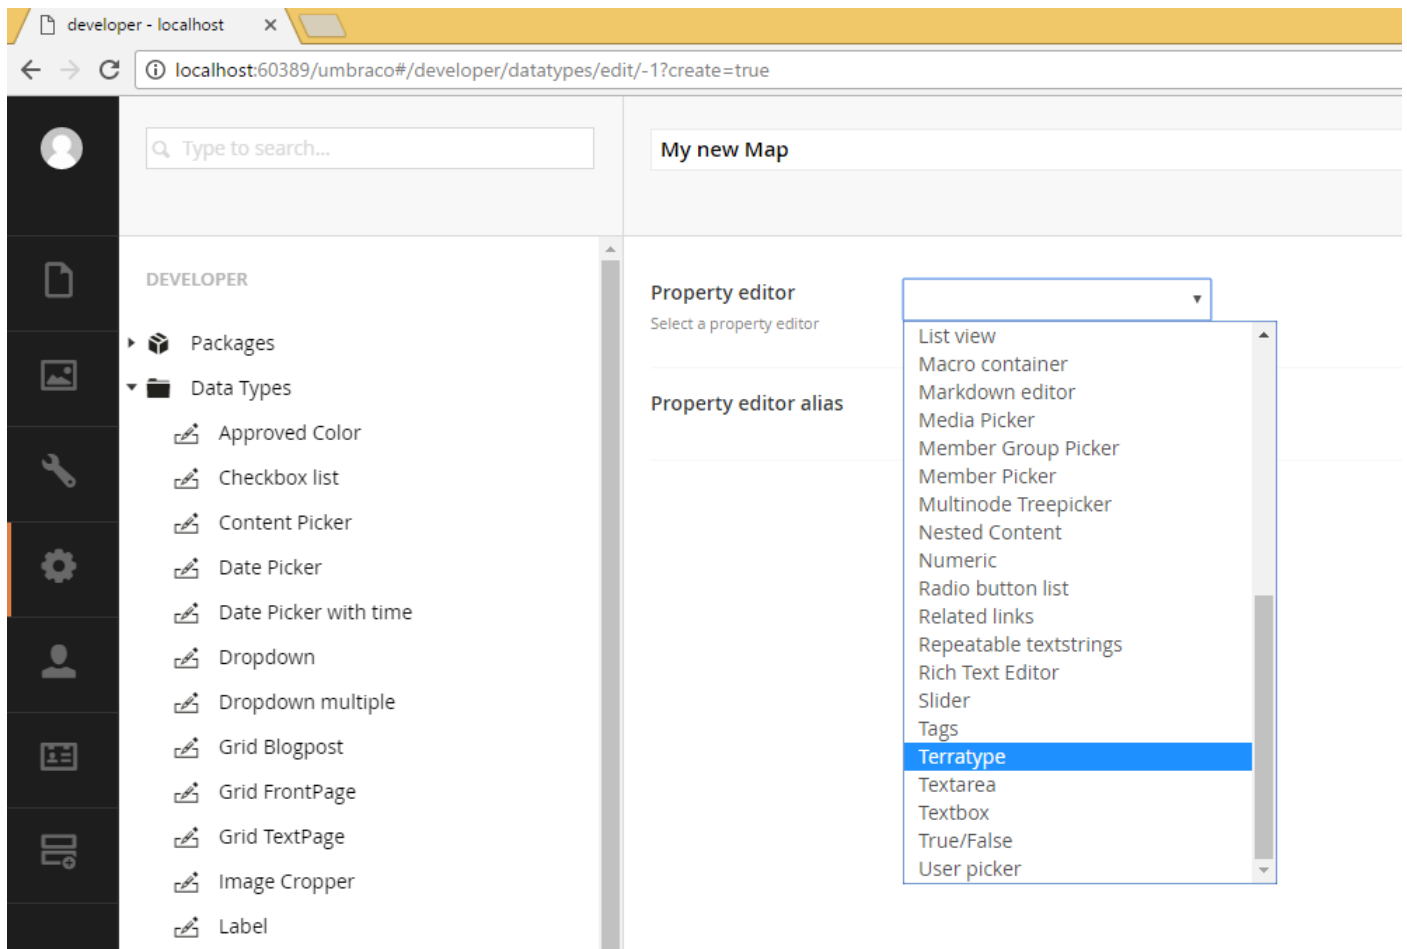 developer - localhost
localhost:60389/umbraco#/developer/datatypes/edit/-1?create=true
Type to search...
My new Map
DEVELOPER
Packages
Data Types
Approved Color
Checkbox list
Content Picker
Date Picker
Date Picker with time
Dropdown
Dropdown multiple
Grid Blogpost
Grid FrontPage
Grid TextPage
Image Cropper
Label
Property editor
Select a property editor
Property editor alias
List view
Macro container
Markdown editor
Media Picker
Member Group Picker
Member Picker
Multinode Treepicker
Nested Content
Numeric
Radio button list
Related links
Repeatable textstrings
Rich Text Editor
Slider
Tags
Terratype
Textarea
Textbox
True/False
User picker